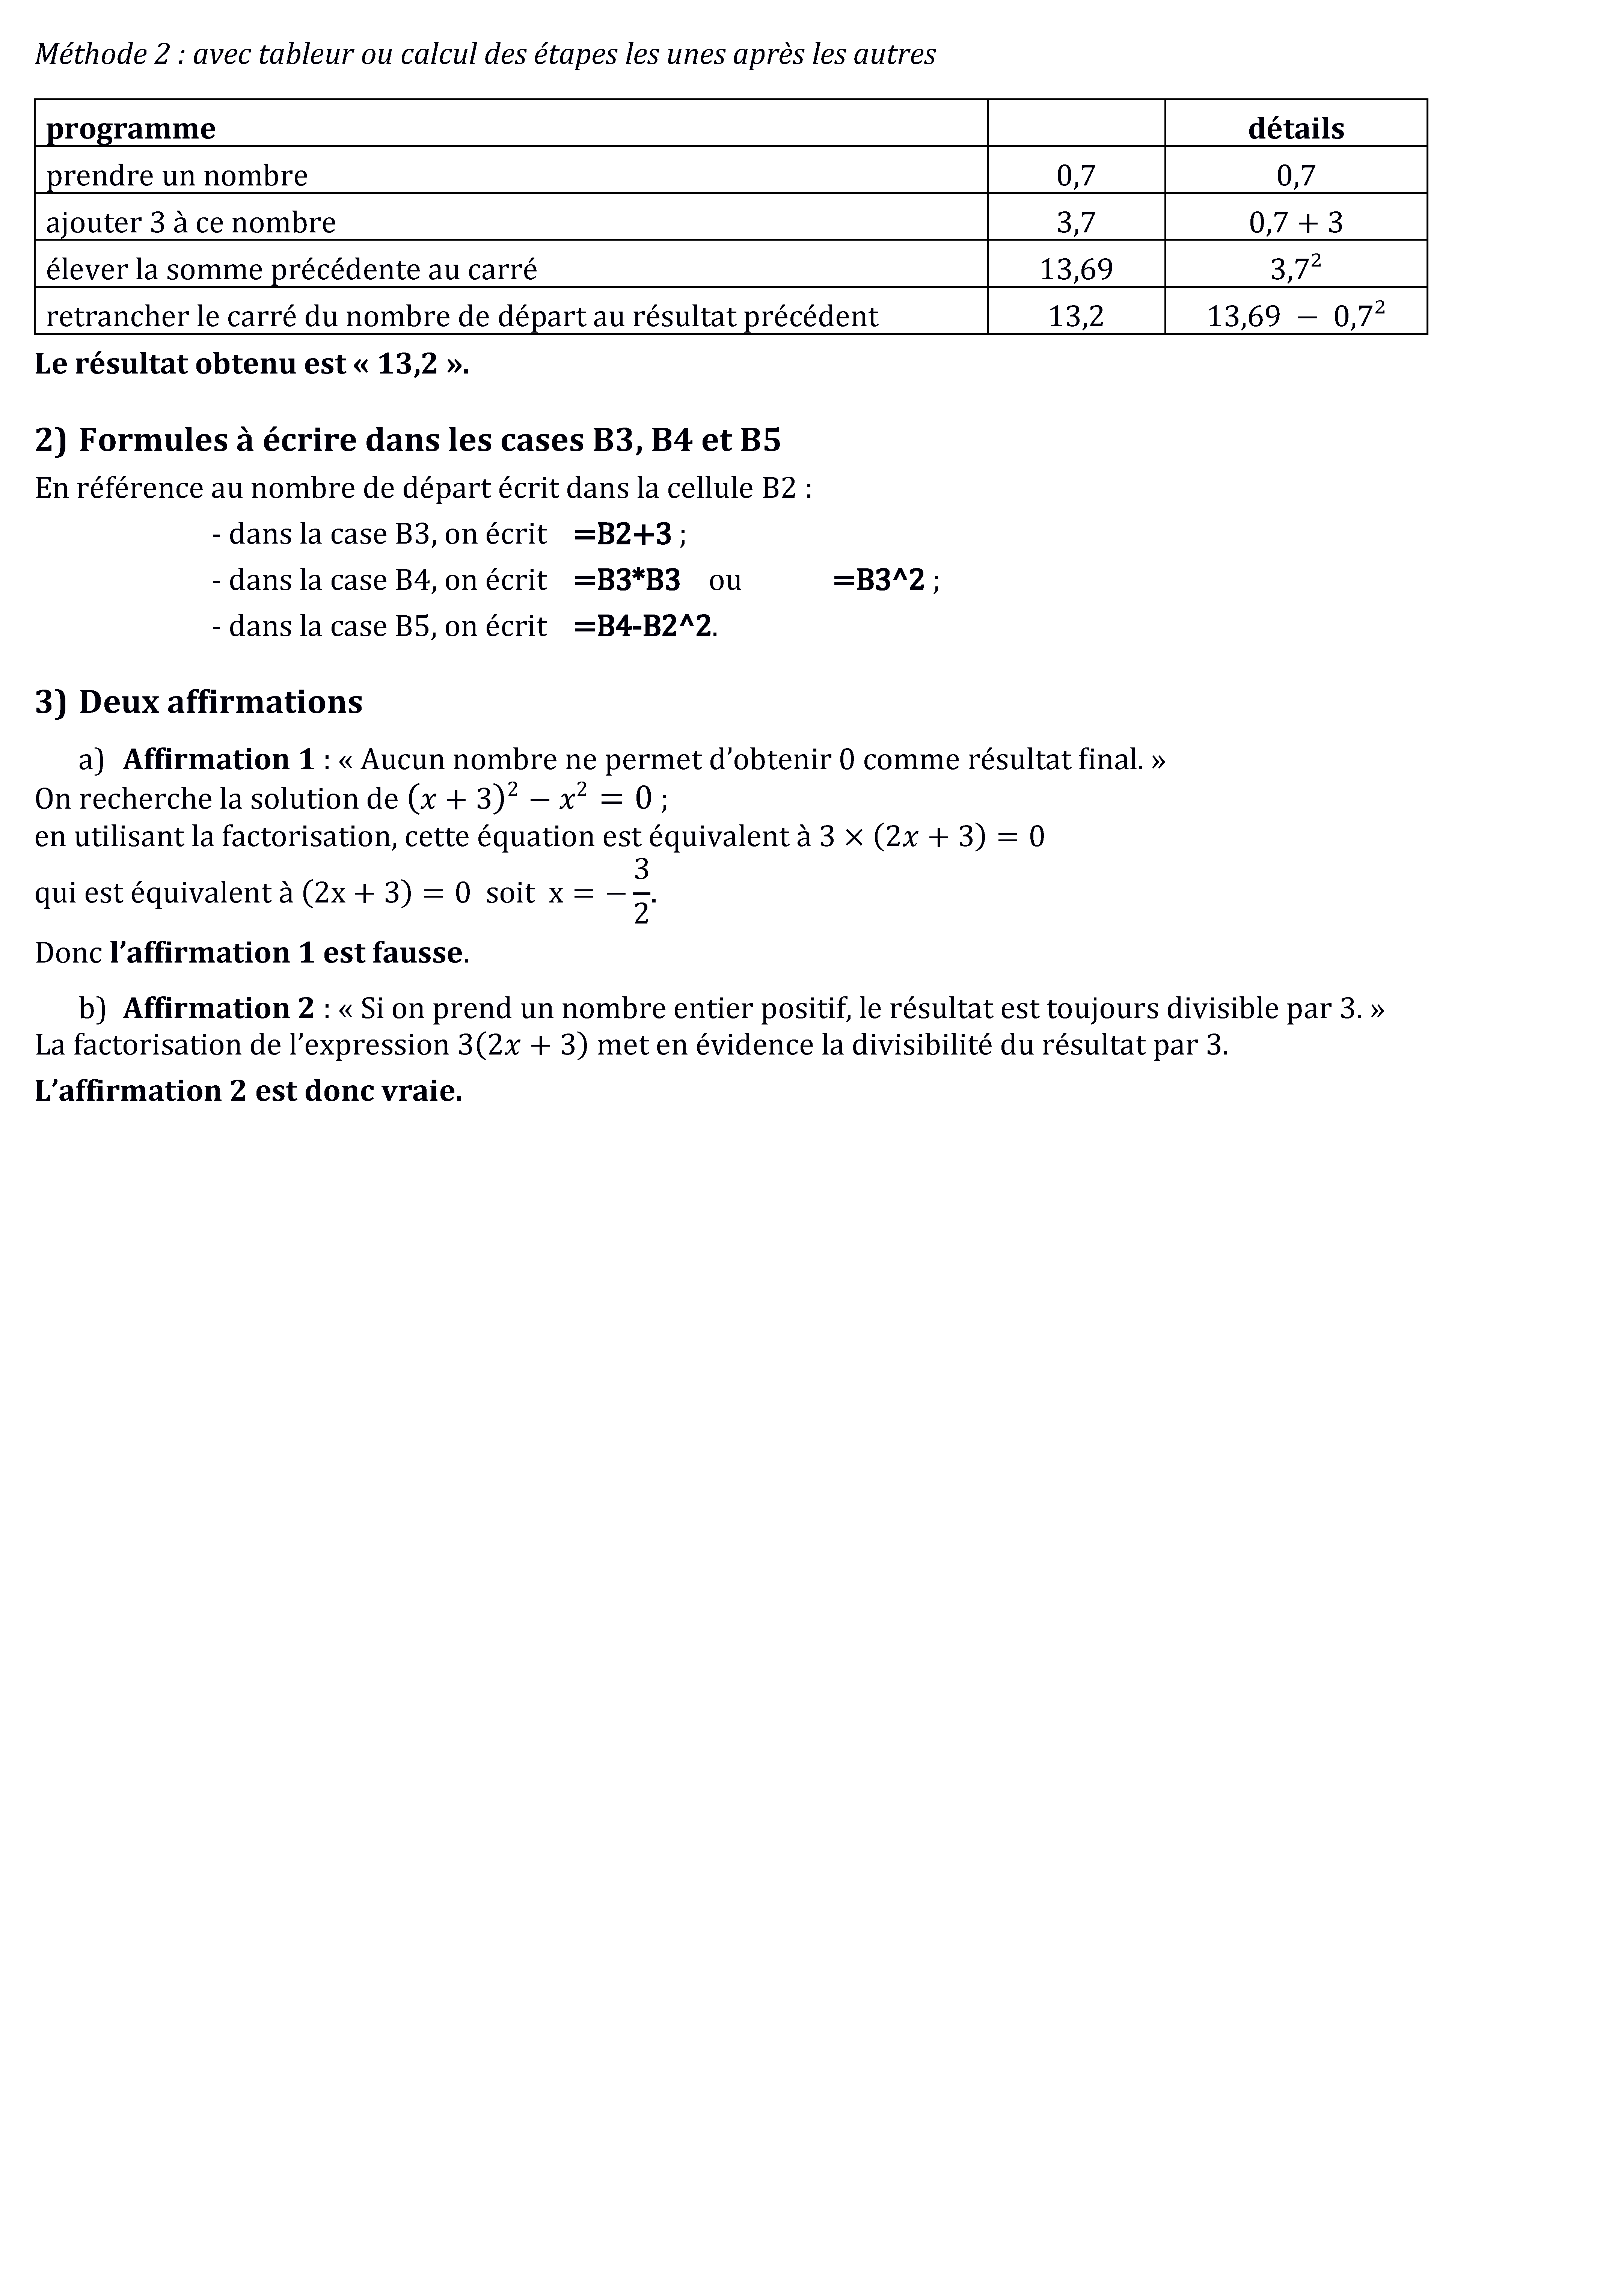 Méthode 2 : avec tableur ou calcul des étapes les unes après les autres
programme détails
prendre un nombre 0,7 0,7
ajouter 3 à ce nombre 3,7 0,7 + 3
élever la somme précédente au carré 13,69 3,7²
retrancher le carré du nombre de départ au résultat précédent 13,2 13,69 − 0,7²
Le résultat obtenu est « 13,2 ».
2) Formules à écrire dans les cases B3, B4 et B5
En référence au nombre de départ écrit dans la cellule B2 :
- dans la case B3, on écrit =B2+3 ;
- dans la case B4, on écrit =B3*B3 ou =B3^2 ;
- dans la case B5, on écrit =B4-B2^2.
3) Deux affirmations
a) Affirmation 1 : « Aucun nombre ne permet d’obtenir 0 comme résultat final. »
On recherche la solution de (x + 3)² − x² = 0 ;
en utilisant la factorisation, cette équation est équivalent à 3 × (2x + 3) = 0
qui est équivalent à (2x + 3) = 0 soit x = − 3/2.
Donc l’affirmation 1 est fausse.
b) Affirmation 2 : « Si on prend un nombre entier positif, le résultat est toujours divisible par 3. »
La factorisation de l’expression 3(2x + 3) met en évidence la divisibilité du résultat par 3.
L’affirmation 2 est donc vraie.